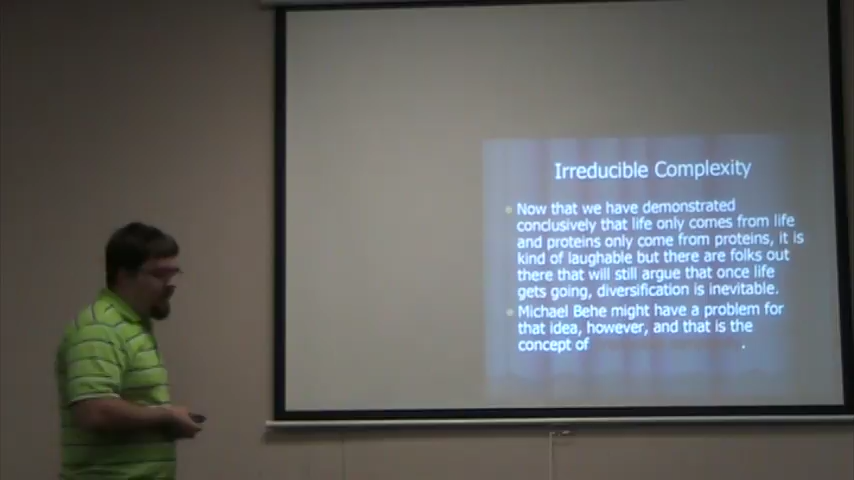 Irreducible Complexity
Now that we have demonstrated
conclusively that life only comes from life
and proteins only come from proteins, it is
kind of laughable but there are folks out
there that will still argue that once life
gets going, diversification is inevitable.
Michael Behe might have a problem for
that idea, however, and that is the
concept of .